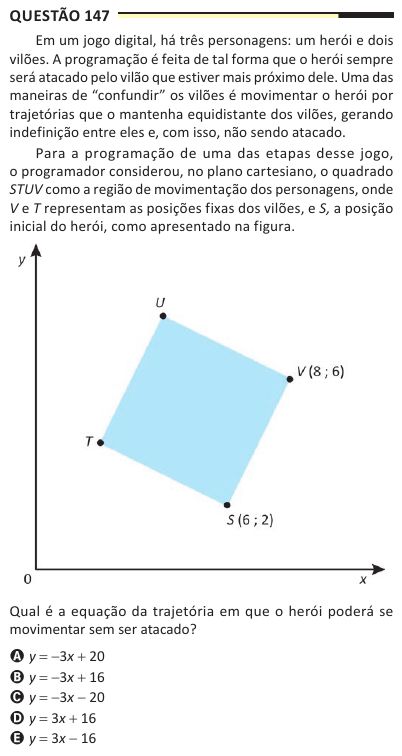 QUESTÃO 147
Em um jogo digital, há três personagens: um herói e dois
vilões. A programação é feita de tal forma que o herói sempre
será atacado pelo vilão que estiver mais próximo dele. Uma das
maneiras de “confundir” os vilões é movimentar o herói por
trajetórias que o mantenha equidistante dos vilões, gerando
indefinição entre eles e, com isso, não sendo atacado.
Para a programação de uma das etapas desse jogo,
o programador considerou, no plano cartesiano, o quadrado
STUV como a região de movimentação dos personagens, onde
V e T representam as posições fixas dos vilões, e S, a posição
inicial do herói, como apresentado na figura.
y
U
V (8 ; 6)
T
S (6 ; 2)
0
x
Qual é a equação da trajetória em que o herói poderá se
movimentar sem ser atacado?
A y = −3x + 20
B y = −3x + 16
C y = −3x − 20
D y = 3x + 16
E y = 3x − 16